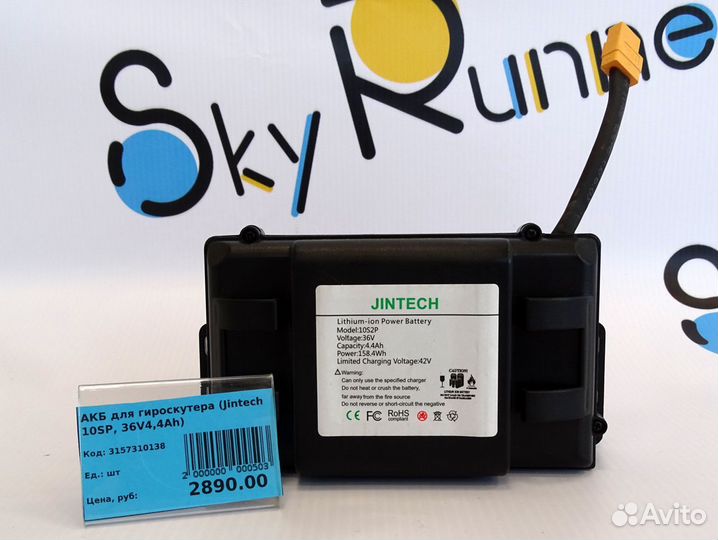 Sky Runne
Sky
JINTECH
Lithium-ion Power Battery
Model:10S2P
Voltage:36V
Capacity:4.4Ah
Power:158.4Wh
Limited Charging Voltage:42V
Warning:
Can only use the specified charger
Do not heat or crush the battery,
far away from the fire source
Do not reverse or short-circuit the negative
CAUTION
CE FC RoHS
compliant
АКБ для гироскутера (Jintech
10SP, 36V4,4Ah)
Код: 3157310138
Ед.: шт
2 000000 000503
Цена, руб:
2890.00
Avito